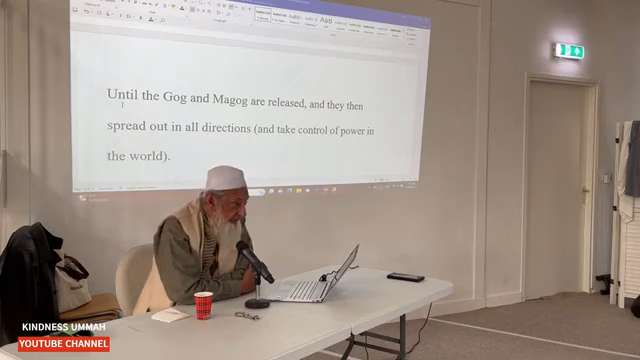 Until the Gog and Magog are released, and they then
spread out in all directions (and take control of power in
the world).
KINDNESS UMMAH
YOUTUBE CHANNEL